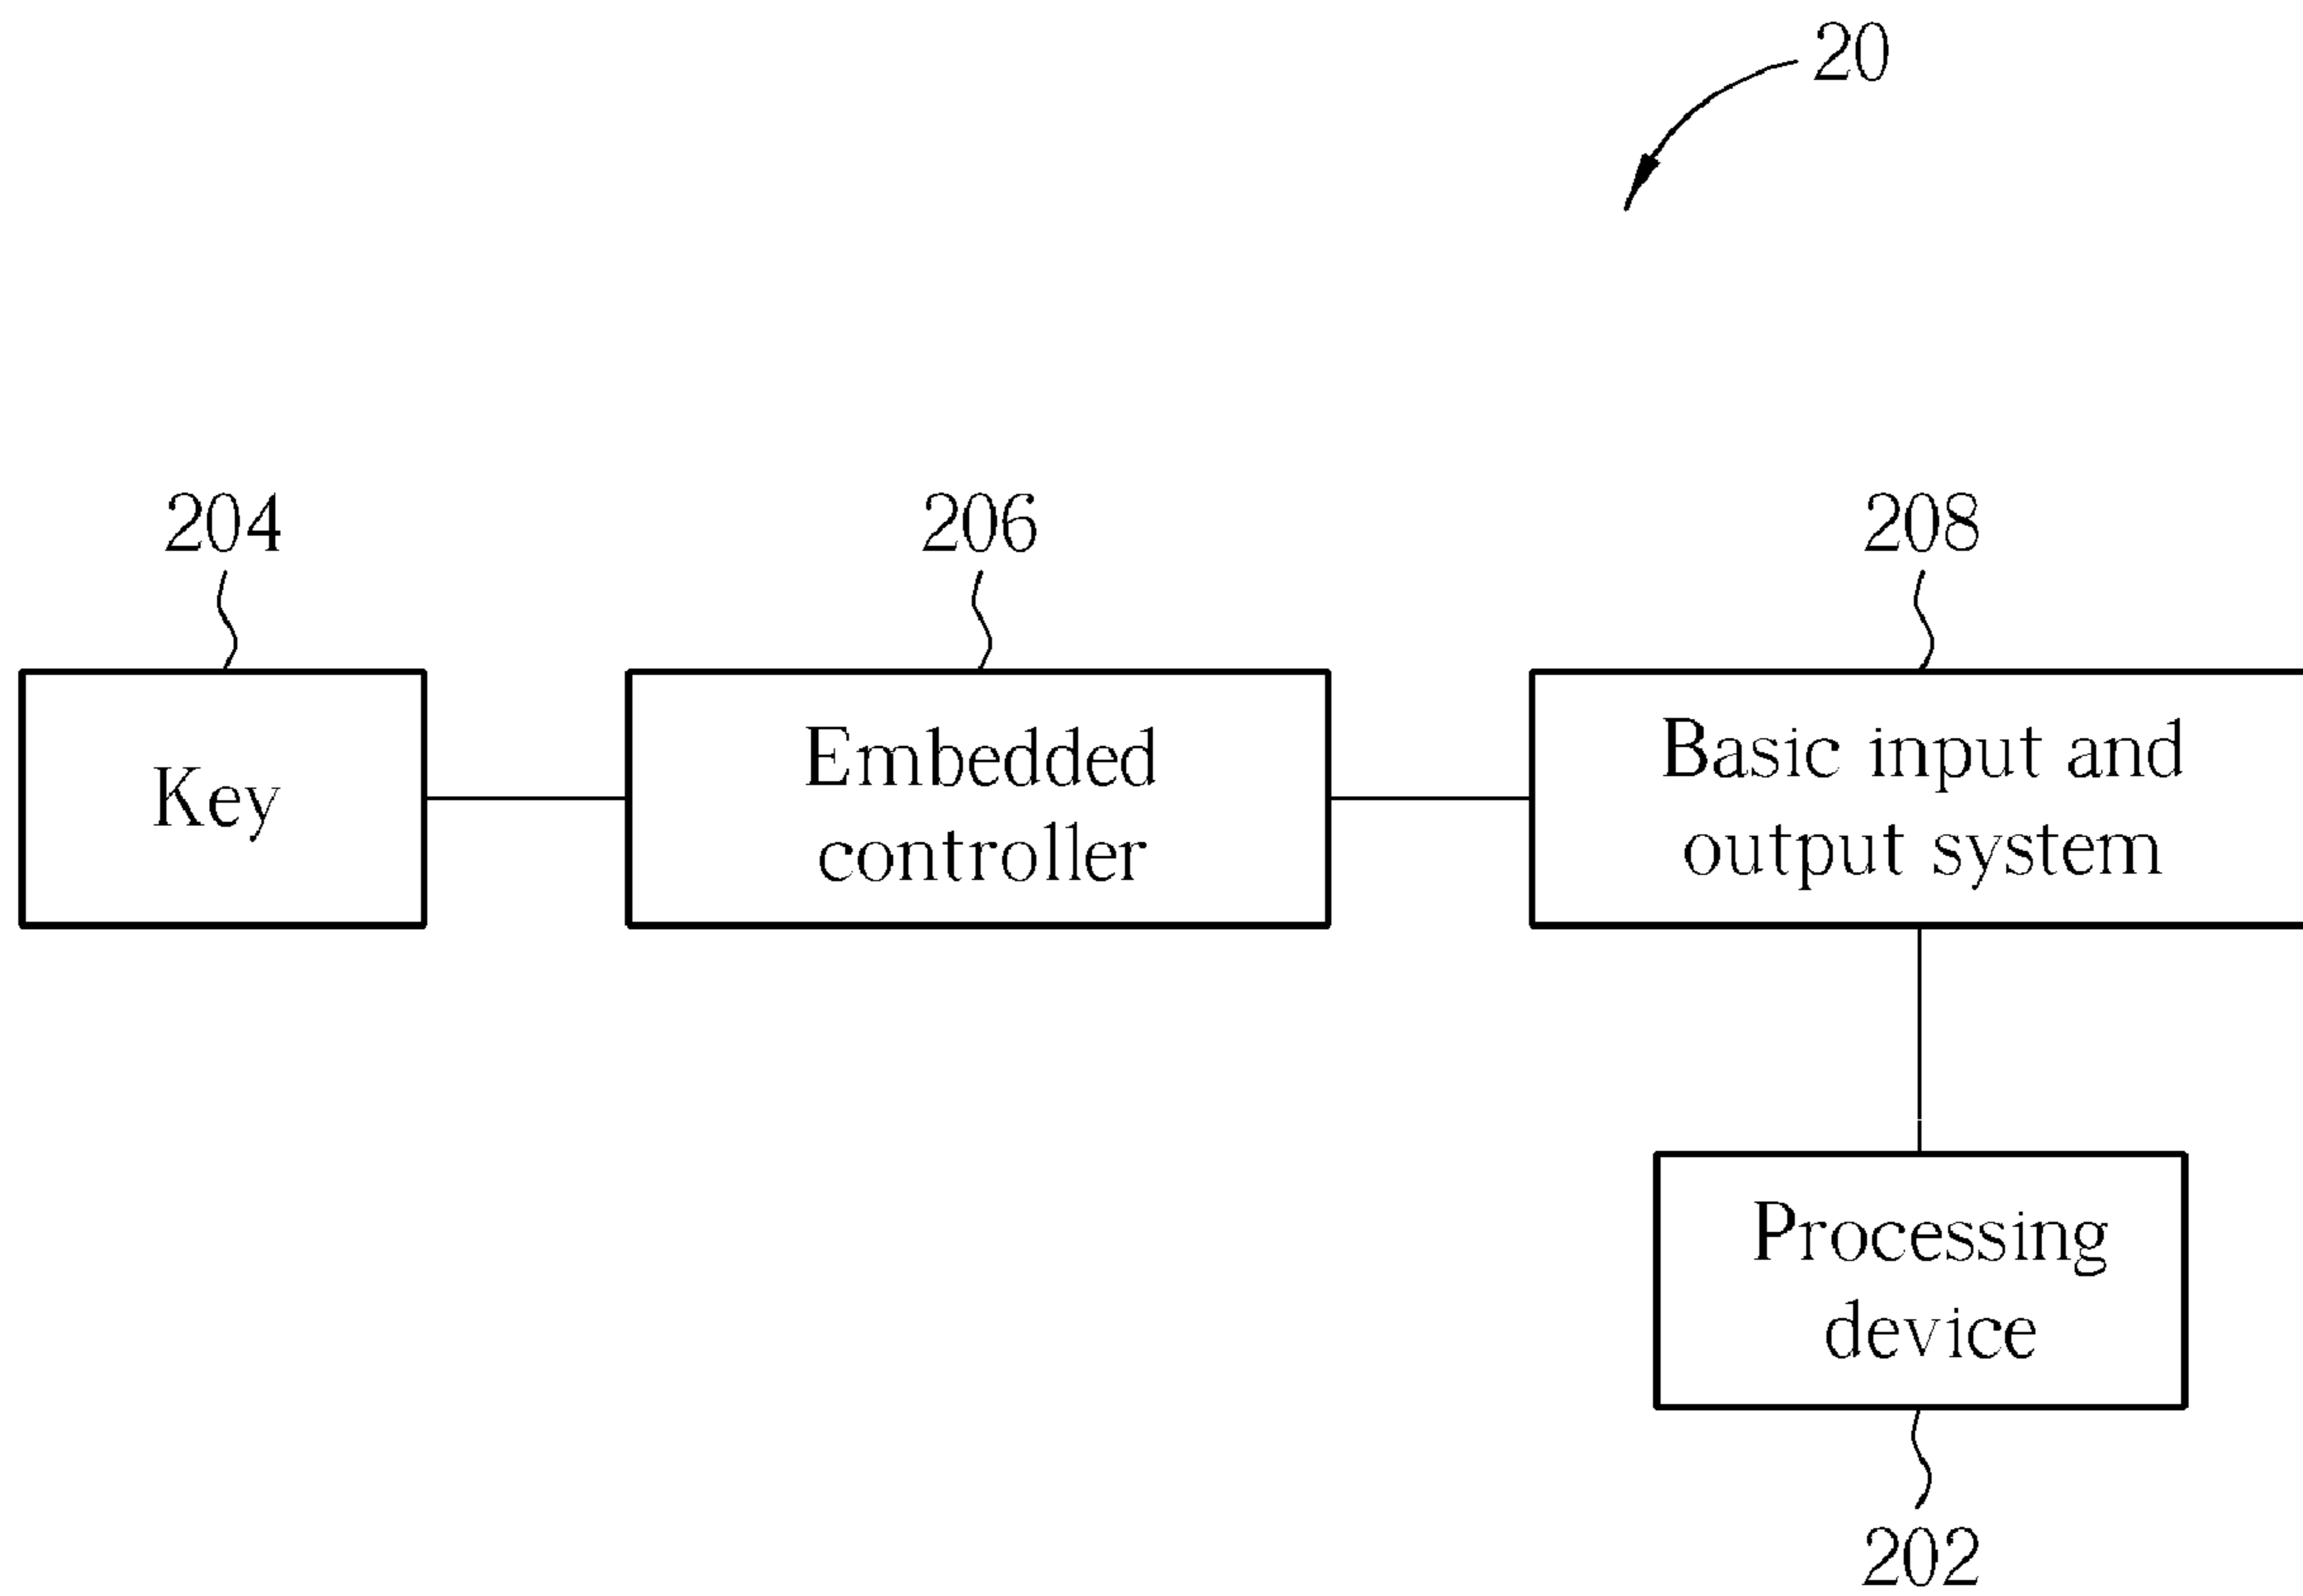 20
204
206
208
Key
Embedded
controller
Basic input and
output system
Processing
device
202